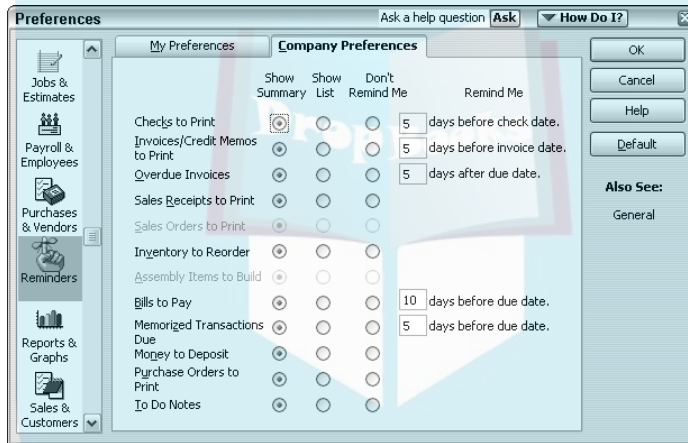 Preferences
Ask a help question Ask
How Do I?
My Preferences
Company Preferences
Jobs &
Estimates
Payroll &
Employees
Purchases
& Vendors
Reminders
Reports &
Graphs
Sales &
Customers
Show
Summary
Show
List
Don't
Remind Me
Remind Me
Checks to Print 5 days before check date.
Invoices/Credit Memos
to Print 5 days before invoice date.
Overdue Invoices 5 days after due date.
Sales Receipts to Print
Sales Orders to Print
Inventory to Reorder
Assembly Items to Build
Bills to Pay 10 days before due date.
Memorized Transactions
Due 5 days before due date.
Money to Deposit
Purchase Orders to
Print
To Do Notes
OK
Cancel
Help
Default
Also See:
General